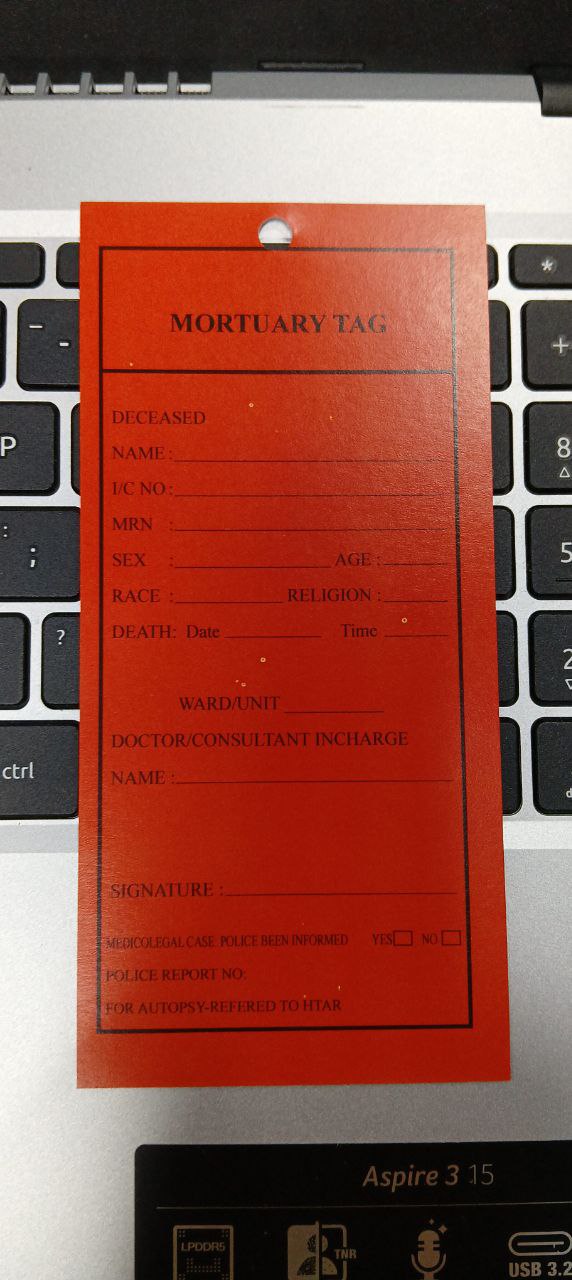 MORTUARY TAG
DECEASED
NAME :
I/C NO :
MRN :
SEX : AGE :
RACE : RELIGION :
DEATH: Date Time
WARD/UNIT
DOCTOR/CONSULTANT INCHARGE
NAME :
SIGNATURE :
MEDICOLEGAL CASE POLICE BEEN INFORMED YES NO
POLICE REPORT NO:
FOR AUTOPSY-REFERED TO HTAR
- -
P
: ;
?
ctrl
*
+
8
5
2
Aspire 3 15
LPDDR5
TNR
USB 3.2